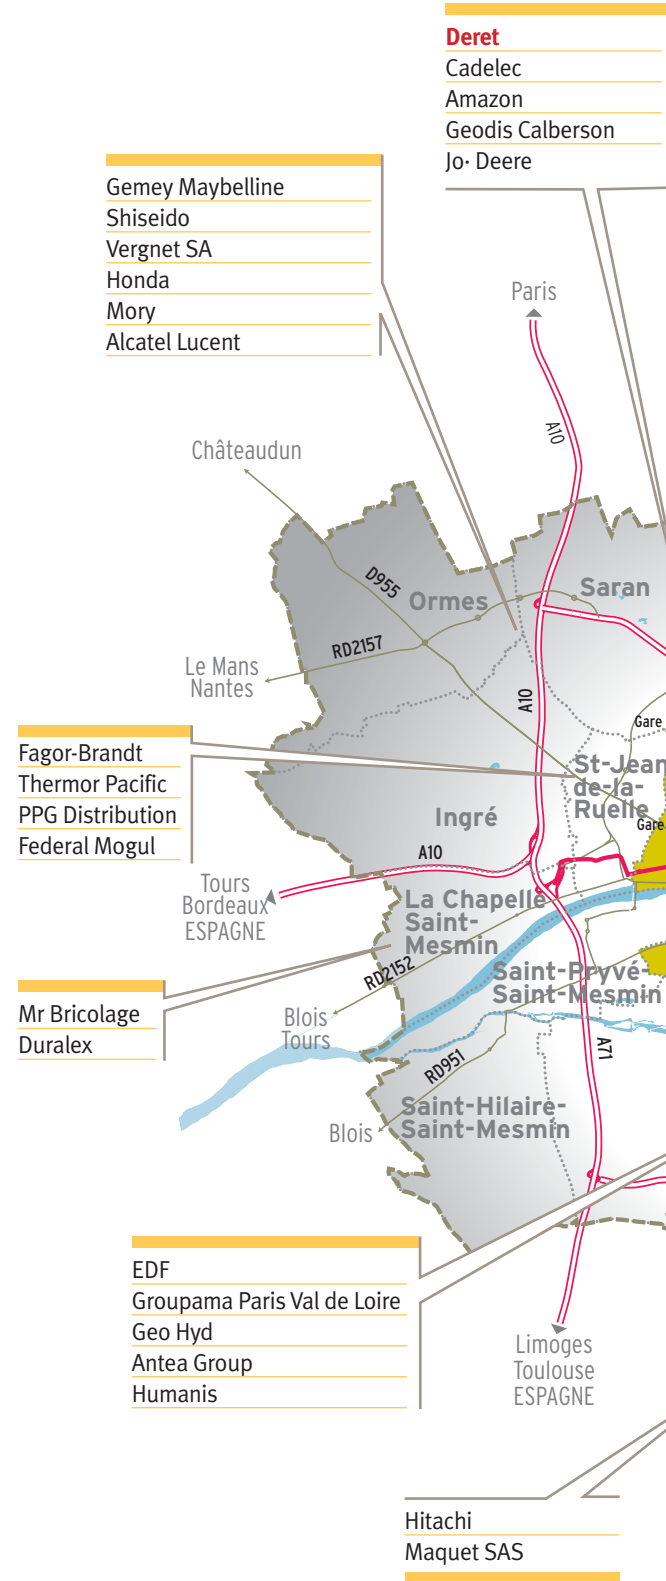 Deret
Cadelec
Amazon
Geodis Calberson
Jo· Deere
Gemey Maybelline
Shiseido
Vergnet SA
Honda
Mory
Alcatel Lucent
Paris
A10
Châteaudun
D955
Ormes
Saran
RD2157
Le Mans
Nantes
A10
Gare
Fagor-Brandt
Thermor Pacific
PPG Distribution
Federal Mogul
St-Jean
de-la-
Ruelle
Gare
Ingré
A10
Tours
Bordeaux
ESPAGNE
La Chapelle
Saint-
Mesmin
RD2152
Saint-Pryvé-
Saint-Mesmin
Mr Bricolage
Duralex
Blois
Tours
A71
RD951
Saint-Hilaire-
Saint-Mesmin
Blois
EDF
Groupama Paris Val de Loire
Geo Hyd
Antea Group
Humanis
Limoges
Toulouse
ESPAGNE
Hitachi
Maquet SAS